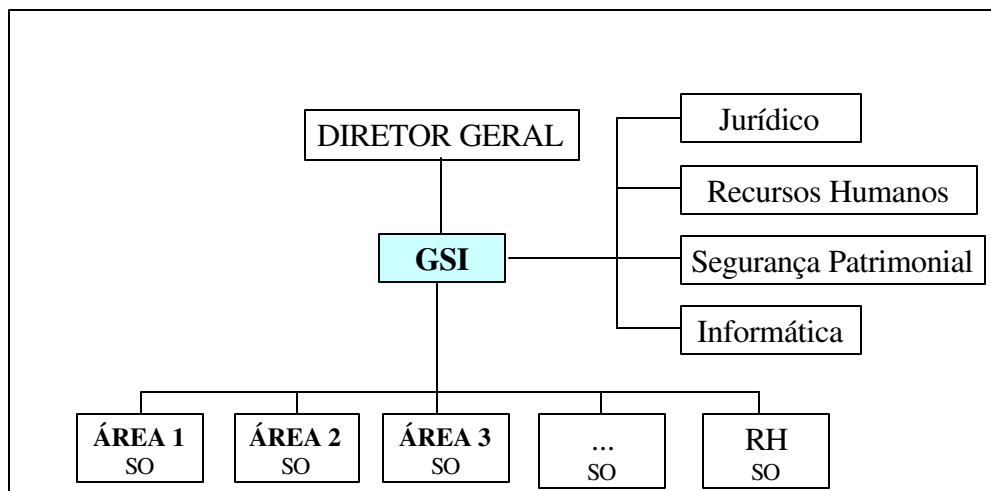 DIRETOR GERAL
Jurídico
Recursos Humanos
GSI
Segurança Patrimonial
Informática
ÁREA 1
SO
ÁREA 2
SO
ÁREA 3
SO
...
SO
RH
SO